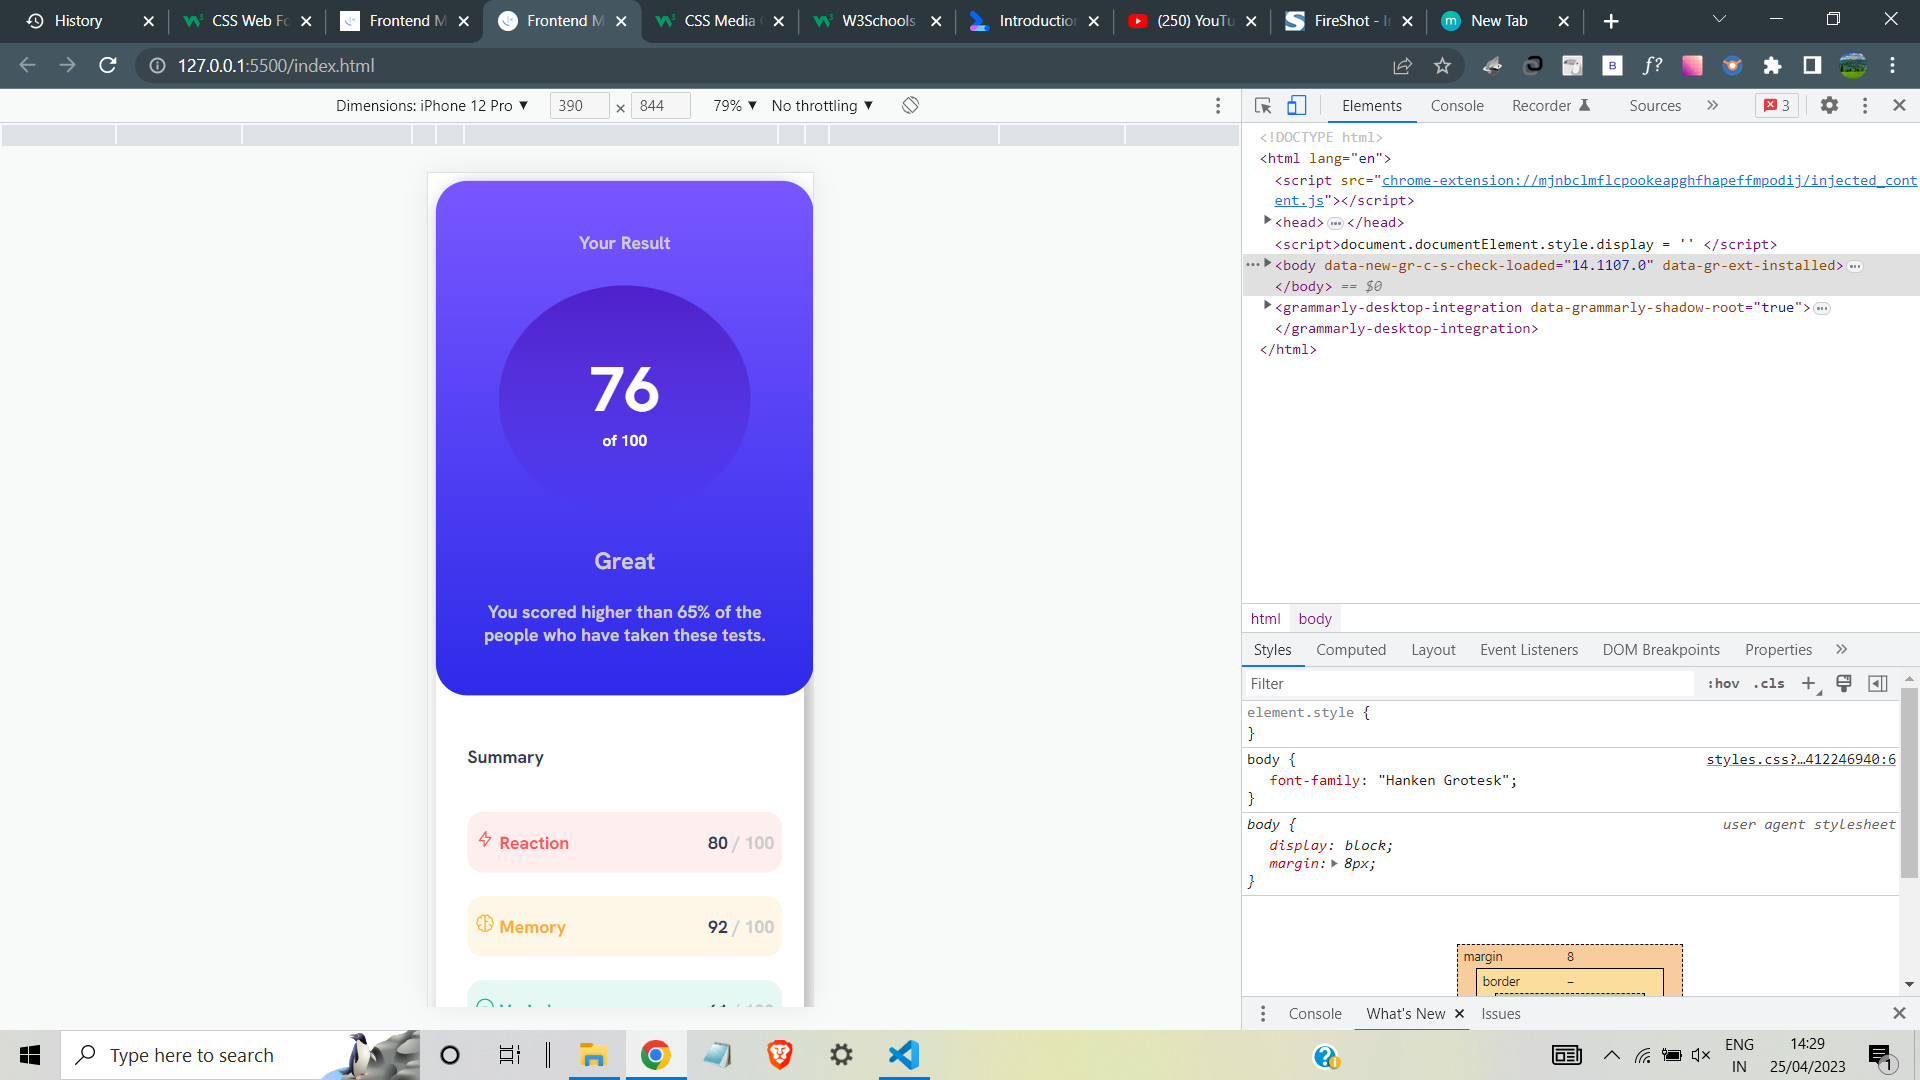 History
CSS Web Fo
Frontend M
Frontend M
CSS Media
W3Schools
Introduction
(250) YouTu
FireShot - I
New Tab
127.0.0.1:5500/index.html
Dimensions: iPhone 12 Pro ▼ 390 × 844 79% ▼ No throttling ▼
Elements Console Recorder Sources » 3
Your Result
76
of 100
Great
You scored higher than 65% of the
people who have taken these tests.
Summary
Reaction 80 / 100
Memory 92 / 100
<!DOCTYPE html>
<html lang="en">
<script src="chrome-extension://mjnbclmflcpookeapghfhapeffmpodij/injected_cont
ent.js"></script>
<head>…</head>
<script>document.documentElement.style.display = '' </script>
<body data-new-gr-c-s-check-loaded="14.1107.0" data-gr-ext-installed>…
</body> == $0
<grammarly-desktop-integration data-grammarly-shadow-root="true">…
</grammarly-desktop-integration>
</html>
html body
Styles Computed Layout Event Listeners DOM Breakpoints Properties »
Filter :hov .cls +
element.style {
}
body { styles.css?…412246940:6
font-family: "Hanken Grotesk";
}
body { user agent stylesheet
display: block;
margin: 8px;
}
margin 8
border –
Console What's New Issues
Type here to search
ENG
IN
14:29
25/04/2023
1